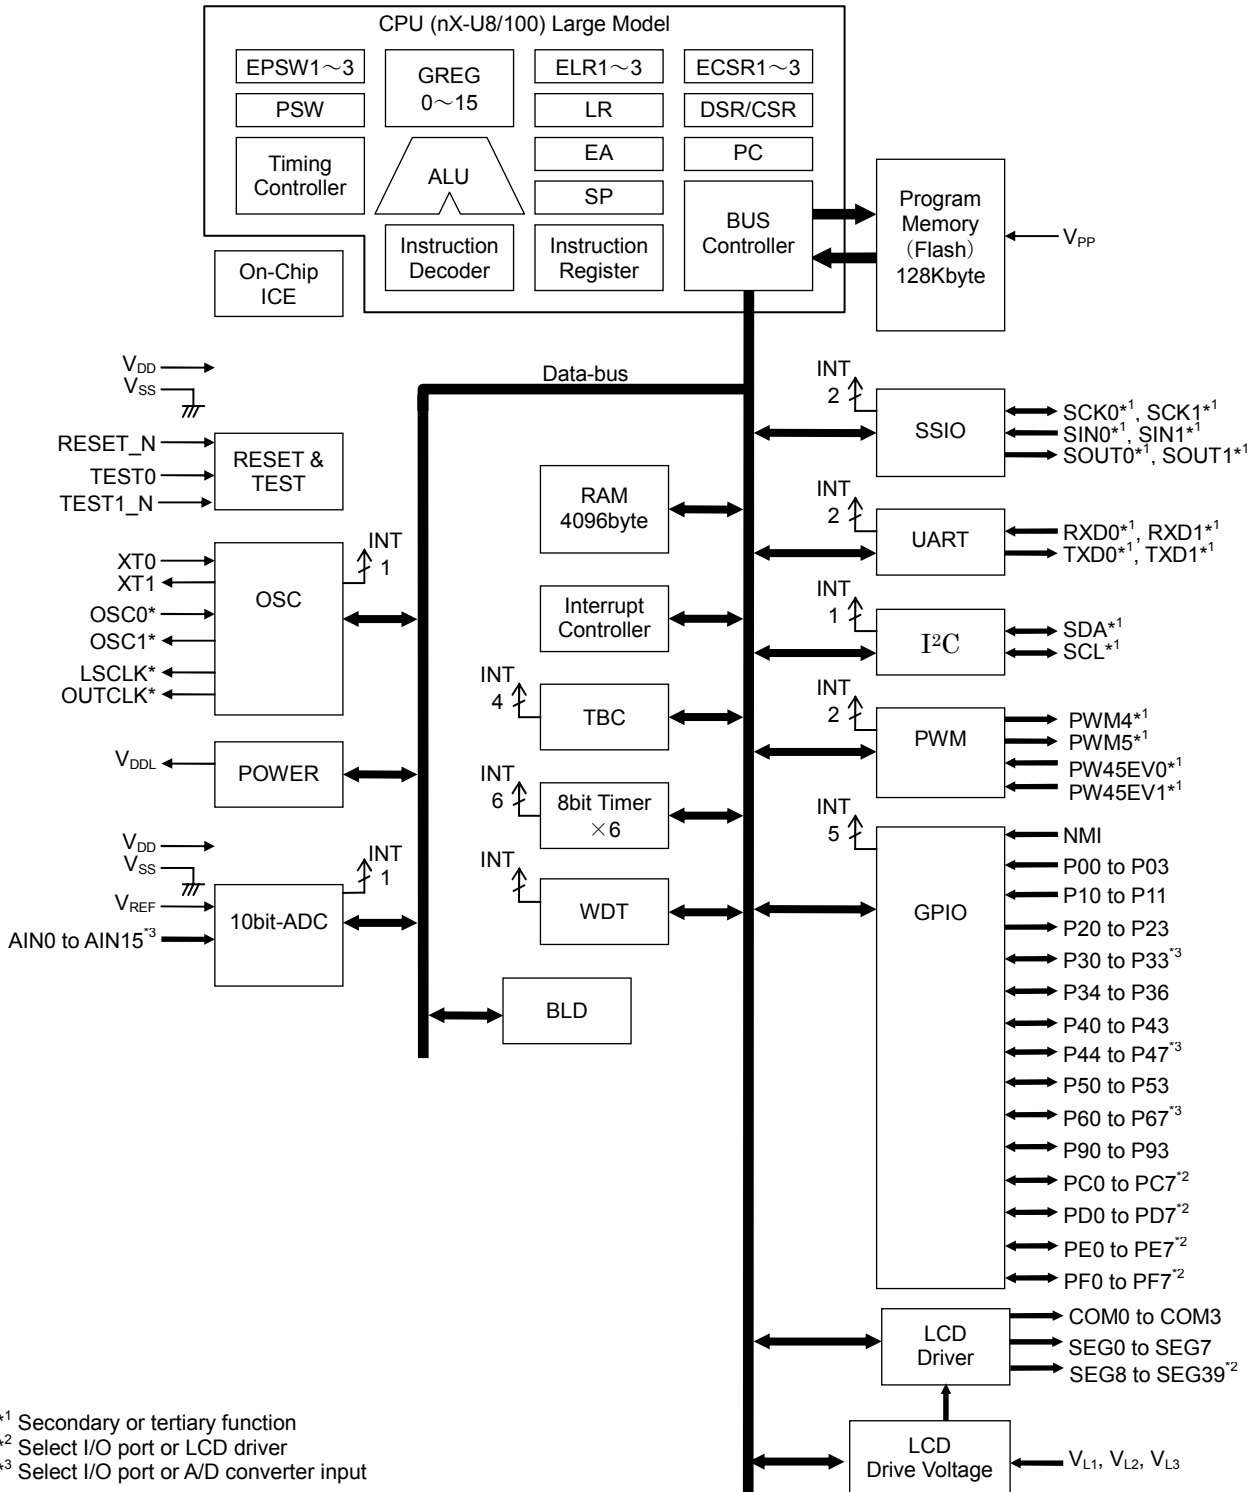 CPU (nX-U8/100) Large Model
EPSW1～3
GREG
0～15
ELR1～3
ECSR1～3
PSW
LR
DSR/CSR
Timing
Controller
ALU
EA
PC
SP
BUS
Controller
Instruction
Decoder
Instruction
Register
On-Chip
ICE
Program
Memory
(Flash)
128Kbyte
VPP
VDD
VSS
Data-bus
RESET_N
TEST0
TEST1_N
RESET &
TEST
INT
2
SSIO
SCK0*1, SCK1*1
SIN0*1, SIN1*1
SOUT0*1, SOUT1*1
RAM
4096byte
INT
2
UART
RXD0*1, RXD1*1
TXD0*1, TXD1*1
XT0
XT1
OSC0*
OSC1*
LSCLK*
OUTCLK*
OSC
INT
1
Interrupt
Controller
INT
1
I²C
SDA*1
SCL*1
INT
4
TBC
INT
2
PWM
PWM4*1
PWM5*1
PW45EV0*1
PW45EV1*1
VDDL
POWER
INT
6
8bit Timer
×6
VDD
VSS
VREF
AIN0 to AIN15*3
10bit-ADC
INT
1
INT
WDT
BLD
INT
5
GPIO
NMI
P00 to P03
P10 to P11
P20 to P23
P30 to P33*3
P34 to P36
P40 to P43
P44 to P47*3
P50 to P53
P60 to P67*3
P90 to P93
PC0 to PC7*2
PD0 to PD7*2
PE0 to PE7*2
PF0 to PF7*2
LCD
Driver
COM0 to COM3
SEG0 to SEG7
SEG8 to SEG39*2
LCD
Drive Voltage
VL1, VL2, VL3
*1 Secondary or tertiary function
*2 Select I/O port or LCD driver
*3 Select I/O port or A/D converter input